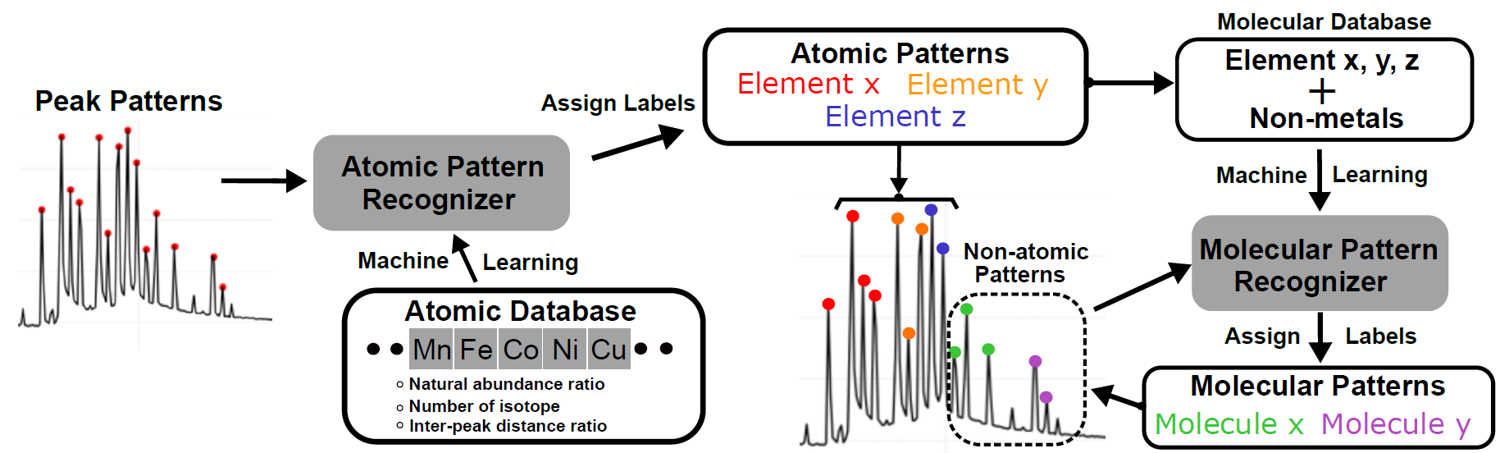 Peak Patterns
Atomic Pattern
Recognizer
Machine Learning
Atomic Database
Mn Fe Co Ni Cu
Natural abundance ratio
Number of isotope
Inter-peak distance ratio
Assign Labels
Atomic Patterns
Element x Element y
Element z
Non-atomic
Patterns
Molecular Database
Element x, y, z
+
Non-metals
Machine Learning
Molecular Pattern
Recognizer
Assign Labels
Molecular Patterns
Molecule x Molecule y